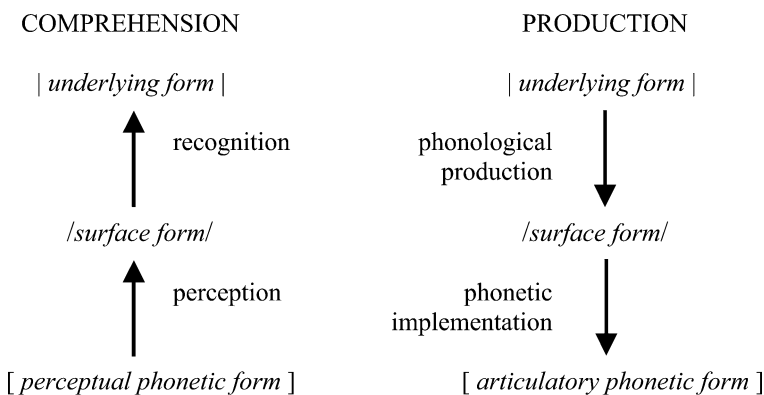 COMPREHENSION
| underlying form |
recognition
/surface form/
perception
[ perceptual phonetic form ]
PRODUCTION
| underlying form |
phonological
production
/surface form/
phonetic
implementation
[ articulatory phonetic form ]